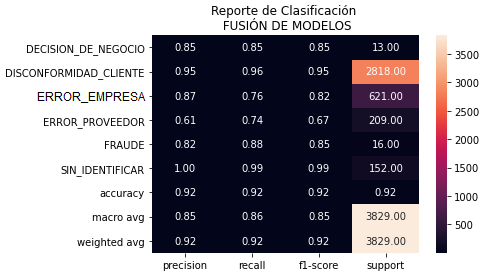 Reporte de Clasificación
FUSIÓN DE MODELOS
DECISION_DE_NEGOCIO 0.85 0.85 0.85 13.00
DISCONFORMIDAD_CLIENTE 0.95 0.96 0.95 2818.00
ERROR_EMPRESA 0.87 0.76 0.82 621.00
ERROR_PROVEEDOR 0.61 0.74 0.67 209.00
FRAUDE 0.82 0.88 0.85 16.00
SIN_IDENTIFICAR 1.00 0.99 0.99 152.00
accuracy 0.92 0.92 0.92 0.92
macro avg 0.85 0.86 0.85 3829.00
weighted avg 0.92 0.92 0.92 3829.00
precision recall f1-score support
3500
3000
2500
2000
1500
1000
500